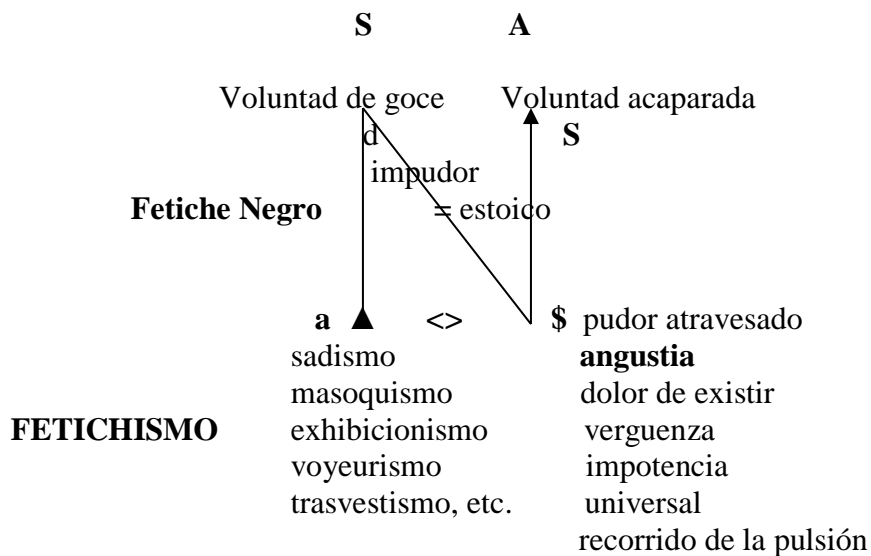 S A
Voluntad de goce Voluntad acaparada
d S
impudor
Fetiche Negro = estoico
a <> $ pudor atravesado
sadismo angustia
masoquismo dolor de existir
FETICHISMO exhibicionismo verguenza
voyeurismo impotencia
trasvestismo, etc. universal
recorrido de la pulsión